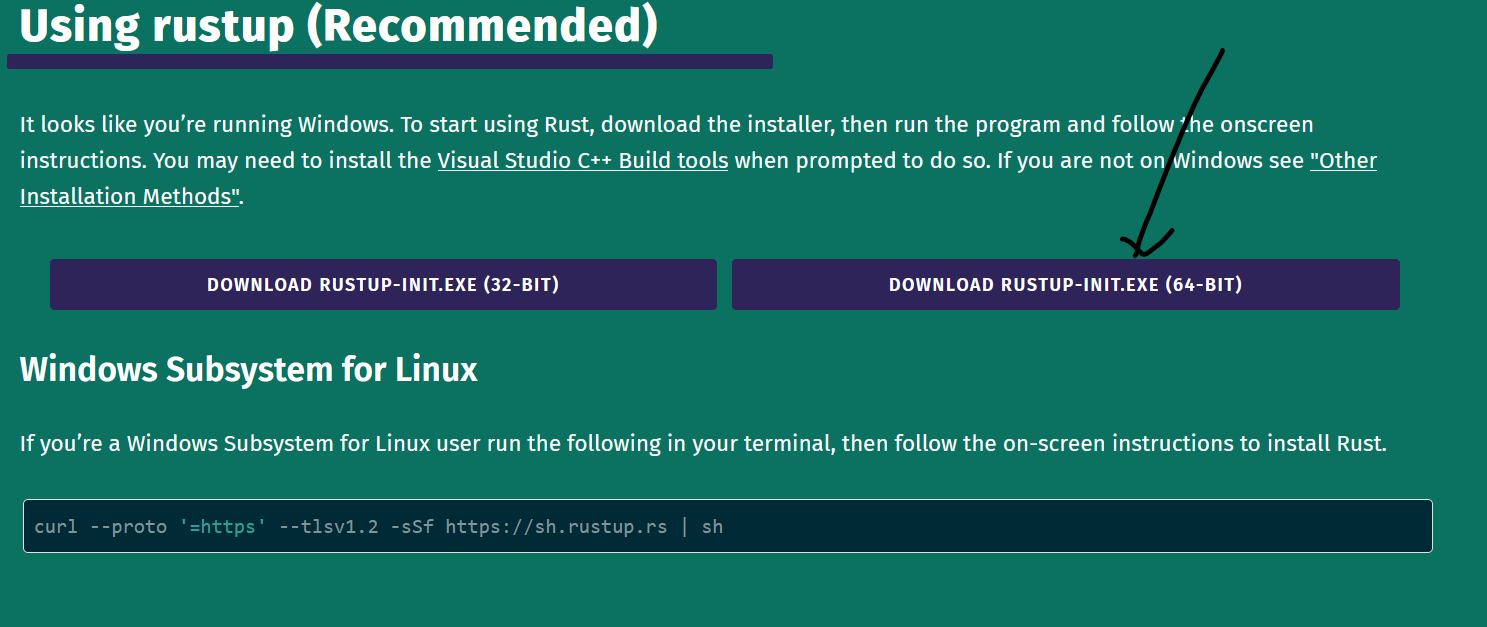 Using rustup (Recommended)
It looks like you’re running Windows. To start using Rust, download the installer, then run the program and follow the onscreen
instructions. You may need to install the Visual Studio C++ Build tools when prompted to do so. If you are not on Windows see "Other
Installation Methods".
DOWNLOAD RUSTUP-INIT.EXE (32-BIT)
DOWNLOAD RUSTUP-INIT.EXE (64-BIT)
Windows Subsystem for Linux
If you’re a Windows Subsystem for Linux user run the following in your terminal, then follow the on-screen instructions to install Rust.
curl --proto '=https' --tlsv1.2 -sSf https://sh.rustup.rs | sh